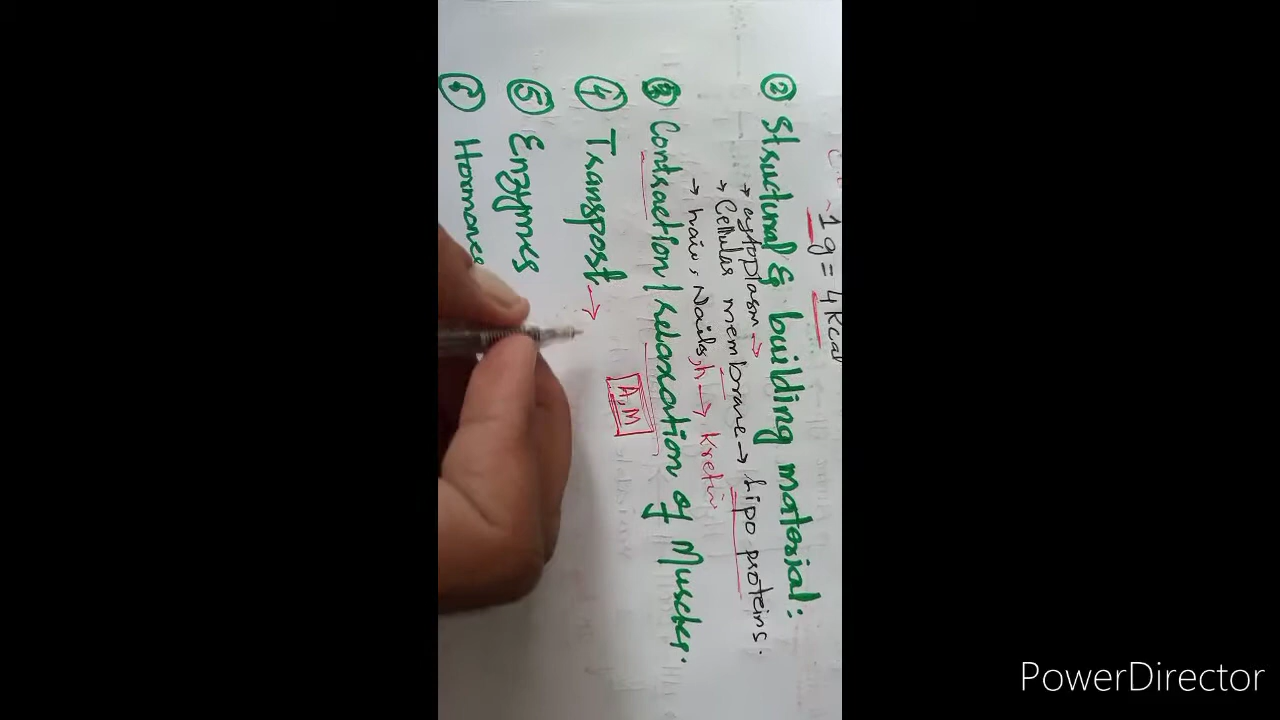 1g = 4Kcal
② Structural & building material:
→ cytoplasm →
→ Cellular membrane → Lipo proteins.
→ hair, Nails, h → Kretin
③ Contraction / relaxation of Muscles.
A, M
④ Transport →
⑤ Enzymes
⑥ Hormones
PowerDirector